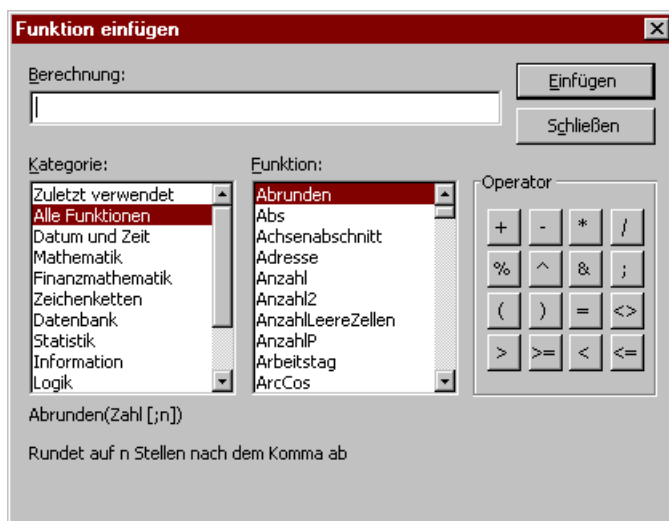 Funktion einfügen
Berechnung:
Einfügen
Schließen
Kategorie:
Zuletzt verwendet
Alle Funktionen
Datum und Zeit
Mathematik
Finanzmathematik
Zeichenketten
Datenbank
Statistik
Information
Logik
Funktion:
Abrunden
Abs
Achsenabschnitt
Adresse
Anzahl
Anzahl2
AnzahlLeereZellen
AnzahlP
Arbeitstag
ArcCos
Operator
+ - * /
% ^ & ;
( ) = <>
> >= < <=
Abrunden(Zahl [;n])
Rundet auf n Stellen nach dem Komma ab